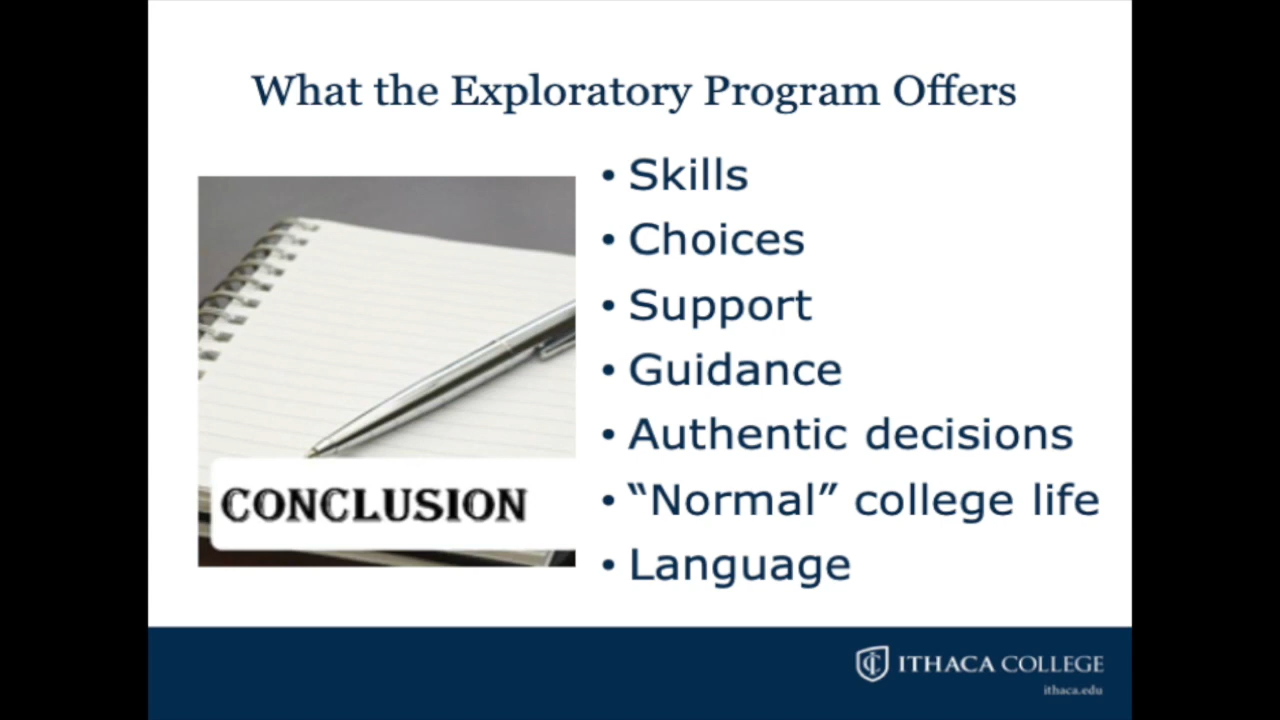 What the Exploratory Program Offers
• Skills
• Choices
• Support
• Guidance
• Authentic decisions
• “Normal” college life
• Language
CONCLUSION
ITHACA COLLEGE
ithaca.edu